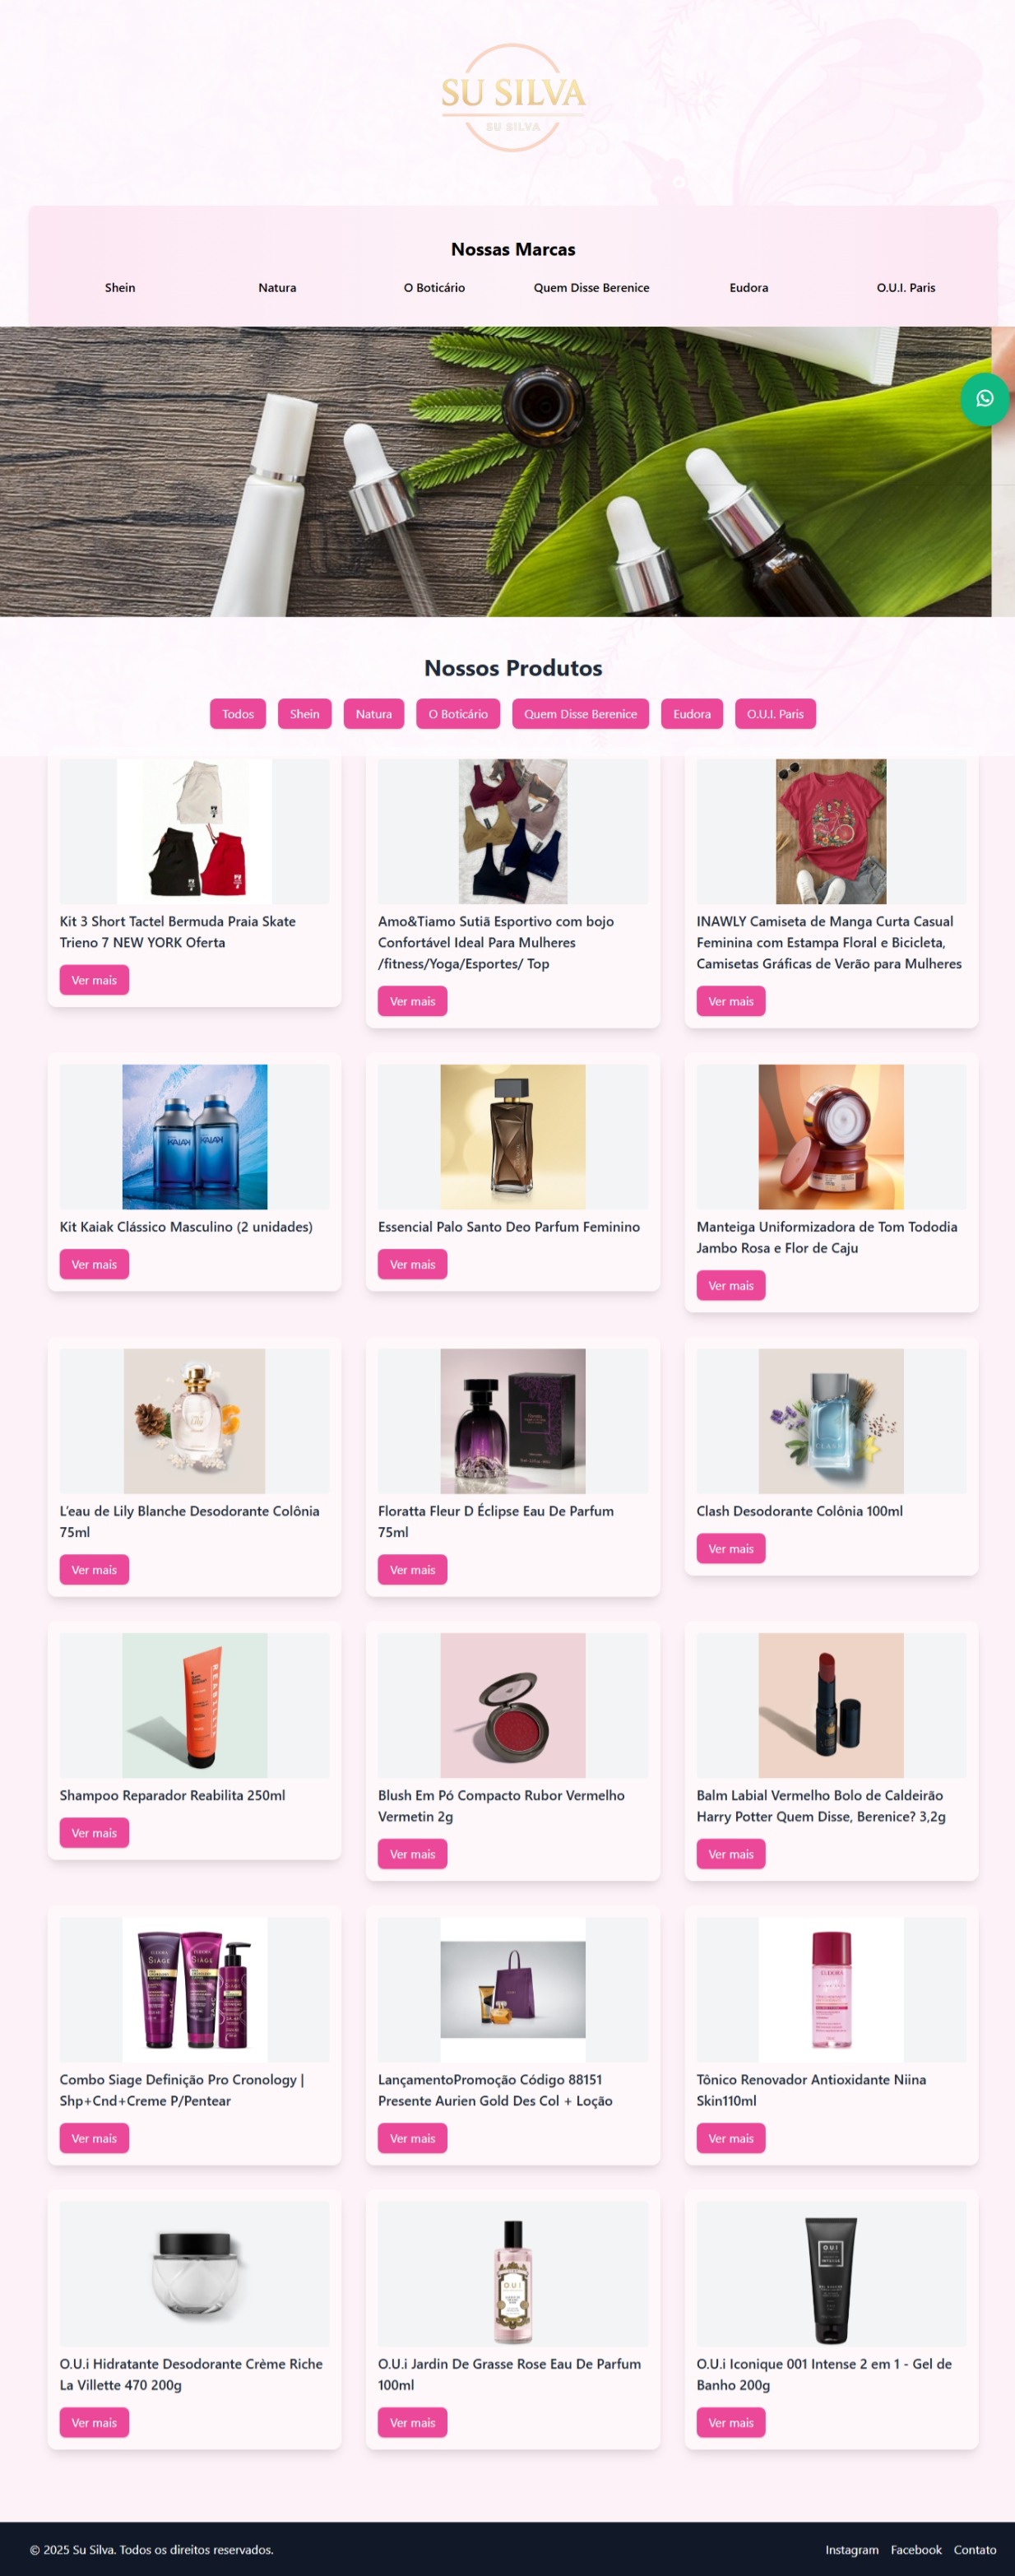 SU SILVA
SU SILVA
Nossas Marcas
Shein Natura O Boticário Quem Disse Berenice Eudora O.U.I. Paris
Nossos Produtos
Todos Shein Natura O Boticário Quem Disse Berenice Eudora O.U.I. Paris
Kit 3 Short Tactel Bermuda Praia Skate
Trieno 7 NEW YORK Oferta
Ver mais
Amo&Tiamo Sutiã Esportivo com bojo
Confortável Ideal Para Mulheres
/fitness/Yoga/Esportes/ Top
Ver mais
INAWLY Camiseta de Manga Curta Casual
Feminina com Estampa Floral e Bicicleta,
Camisetas Gráficas de Verão para Mulheres
Ver mais
KAIAK KAIAK
Kit Kaiak Clássico Masculino (2 unidades)
Ver mais
Essencial Palo Santo Deo Parfum Feminino
Ver mais
Manteiga Uniformizadora de Tom Tododia
Jambo Rosa e Flor de Caju
Ver mais
Lily
L'eau de Lily Blanche Desodorante Colônia
75ml
Ver mais
Floratta Fleur D Éclipse Eau De Parfum
75ml
Ver mais
CLASH
Clash Desodorante Colônia 100ml
Ver mais
REABILITA
Shampoo Reparador Reabilita 250ml
Ver mais
Blush Em Pó Compacto Rubor Vermelho
Vermetin 2g
Ver mais
Balm Labial Vermelho Bolo de Caldeirão
Harry Potter Quem Disse, Berenice? 3,2g
Ver mais
EUDORA EUDORA
SIÀGE SIÀGE
Combo Siage Definição Pro Cronology |
Shp+Cnd+Creme P/Pentear
Ver mais
LançamentoPromoção Código 88151
Presente Aurien Gold Des Col + Loção
Ver mais
EUDORA
Tônico Renovador Antioxidante Niina
Skin110ml
Ver mais
O.U.i Hidratante Desodorante Crème Riche
La Villette 470 200g
Ver mais
OUI
O.U.i Jardin De Grasse Rose Eau De Parfum
100ml
Ver mais
OUI
O.U.i Iconique 001 Intense 2 em 1 - Gel de
Banho 200g
Ver mais
© 2025 Su Silva. Todos os direitos reservados.
Instagram Facebook Contato